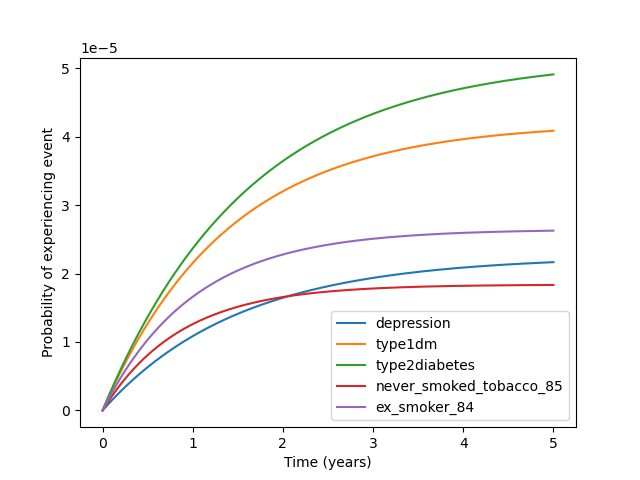 1e−5
5
4
3
2
1
0
Probability of experiencing event
depression
type1dm
type2diabetes
never_smoked_tobacco_85
ex_smoker_84
0 1 2 3 4 5
Time (years)